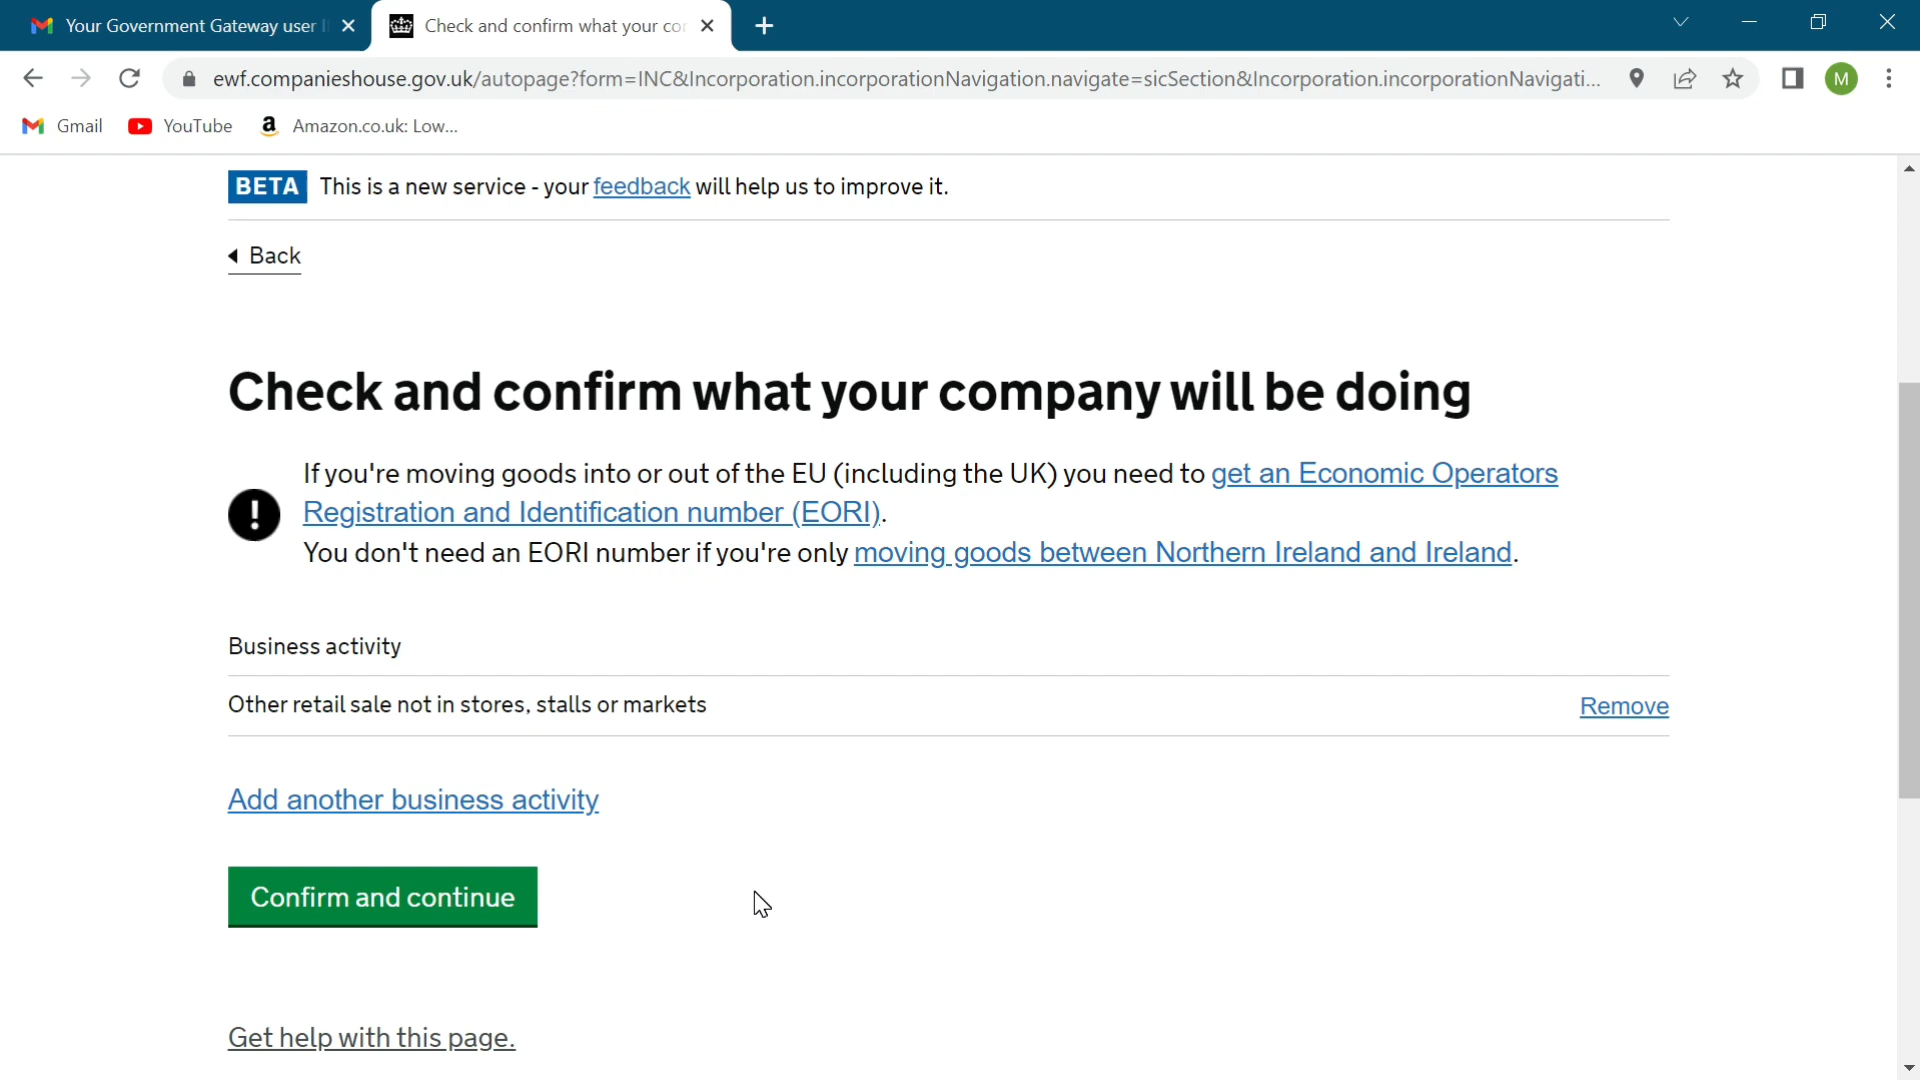 Your Government Gateway user I
Check and confirm what your cor
ewf.companieshouse.gov.uk/autopage?form=INC&Incorporation.incorporationNavigation.navigate=sicSection&Incorporation.incorporationNavigati...
M
Gmail
YouTube
Amazon.co.uk: Low...
BETA This is a new service - your feedback will help us to improve it.
Back
Check and confirm what your company will be doing
If you're moving goods into or out of the EU (including the UK) you need to get an Economic Operators
Registration and Identification number (EORI).
You don't need an EORI number if you're only moving goods between Northern Ireland and Ireland.
Business activity
Other retail sale not in stores, stalls or markets Remove
Add another business activity
Confirm and continue
Get help with this page.